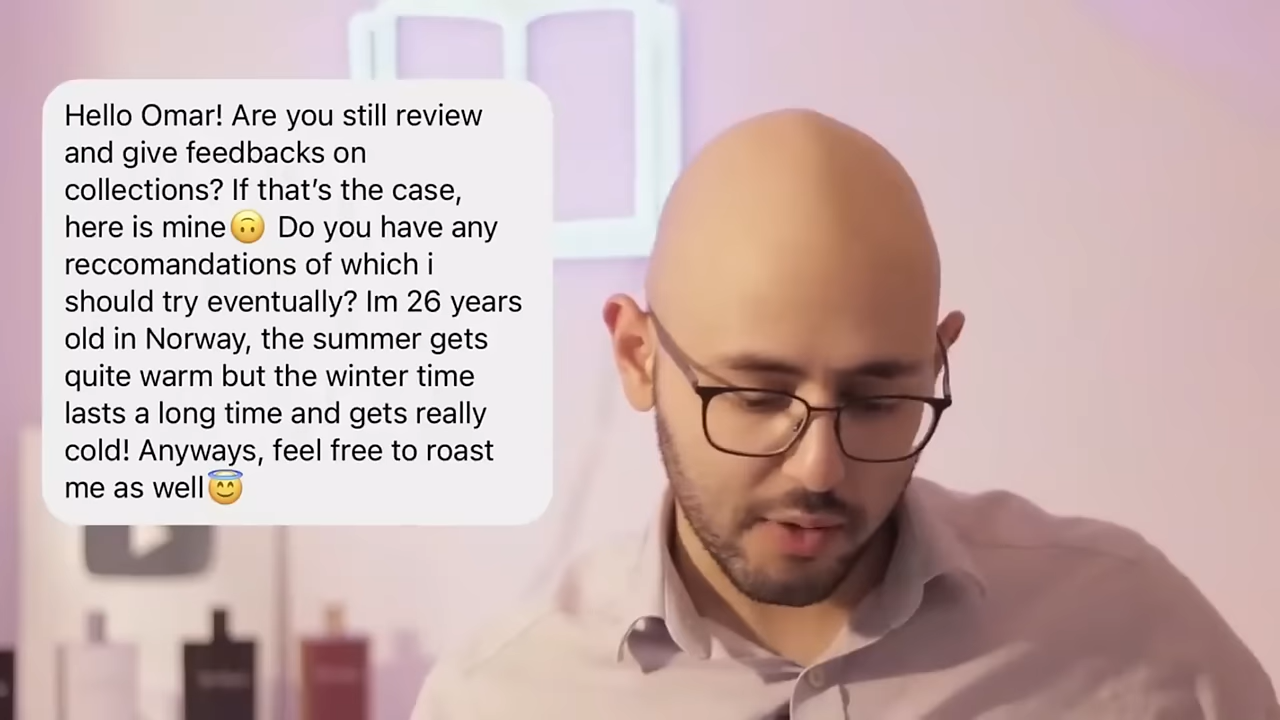 Hello Omar! Are you still review
and give feedbacks on
collections? If that’s the case,
here is mine🙃 Do you have any
reccomandations of which i
should try eventually? Im 26 years
old in Norway, the summer gets
quite warm but the winter time
lasts a long time and gets really
cold! Anyways, feel free to roast
me as well😇